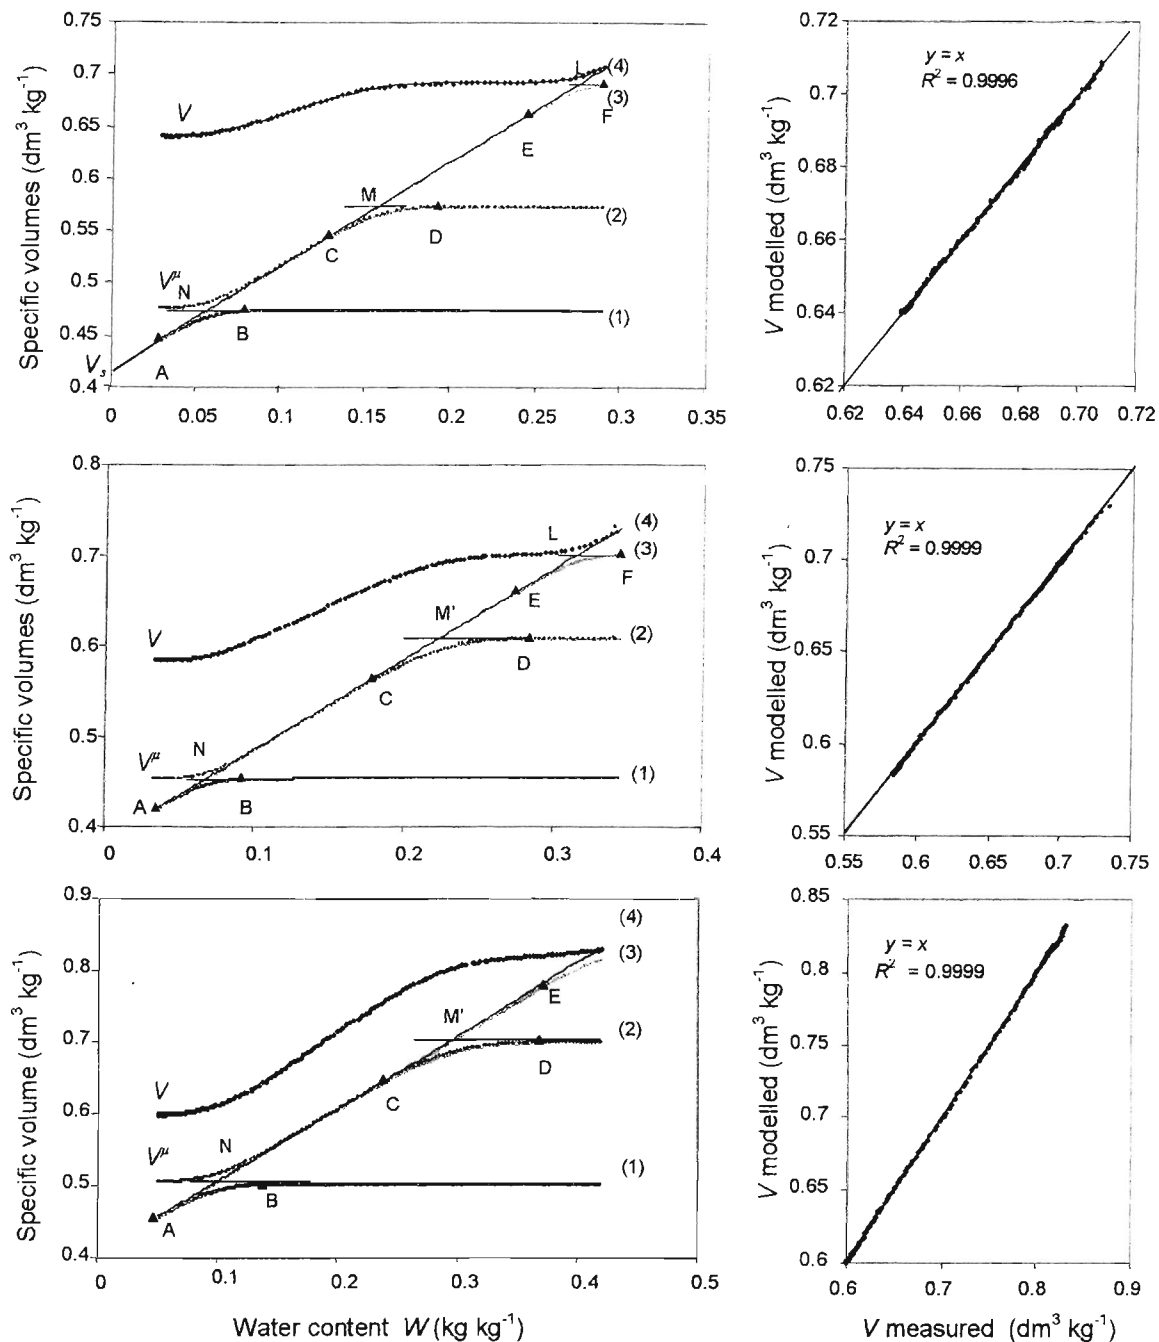 Specific volumes (dm³ kg⁻¹)
0.75
0.7
0.65
0.6
0.55
0.5
0.45
0.4
V
L
(4)
(3)
F
E
M
C
D
(2)
Vᵘ
N
B
(1)
Vₛ
A
0
0.05
0.1
0.15
0.2
0.25
0.3
0.35
V modelled (dm³ kg⁻¹)
0.72
0.70
0.68
0.66
0.64
0.62
y = x
R² = 0.9996
0.62
0.64
0.66
0.68
0.70
0.72
Specific volumes (dm³ kg⁻¹)
0.8
0.7
0.6
0.5
0.4
V
L
(4)
(3)
F
E
M'
(2)
D
C
Vᵘ
N
(1)
A
B
0
0.1
0.2
0.3
0.4
V modelled (dm³ kg⁻¹)
0.75
0.7
0.65
0.6
0.55
y = x
R² = 0.9999
0.55
0.6
0.65
0.7
0.75
Specific volume (dm³ kg⁻¹)
0.9
0.8
0.7
0.6
0.5
0.4
(4)
(3)
E
M'
(2)
D
C
V
Vᵘ
N
(1)
B
A
0
0.1
0.2
0.3
0.4
0.5
Water content W (kg kg⁻¹)
V modelled (dm³ kg⁻¹)
0.85
0.8
0.75
0.7
0.65
0.6
y = x
R² = 0.9999
0.6
0.7
0.8
0.9
V measured (dm³ kg⁻¹)